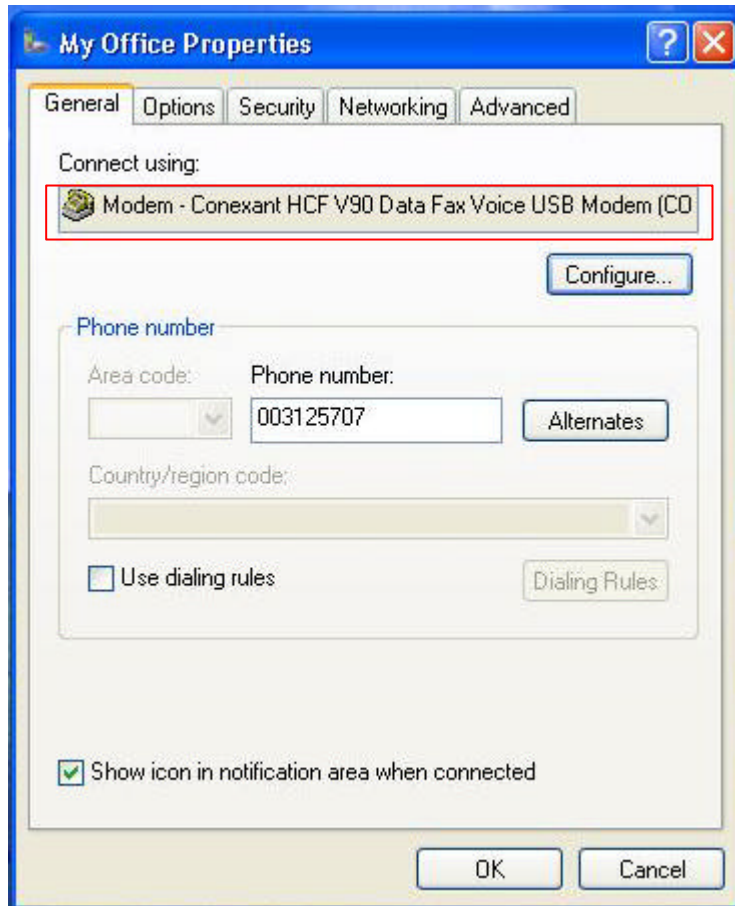 My Office Properties
General Options Security Networking Advanced
Connect using:
Modem - Conexant HCF V90 Data Fax Voice USB Modem (CO
Configure...
Phone number
Area code: Phone number:
003125707 Alternates
Country/region code:
Use dialing rules Dialing Rules
Show icon in notification area when connected
OK Cancel